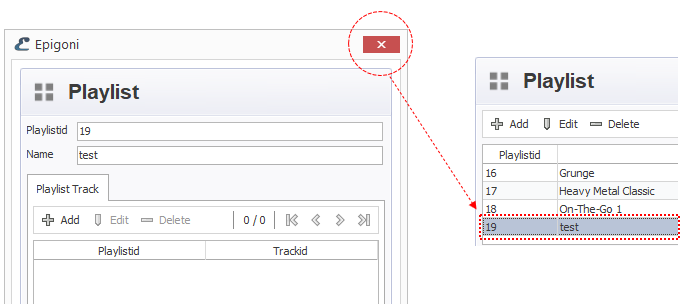 Epigoni
Playlist
Playlistid 19
Name test
Playlist Track
Add Edit Delete 0 / 0
Playlistid Trackid
Playlist
Add Edit Delete
Playlistid
16 Grunge
17 Heavy Metal Classic
18 On-The-Go 1
19 test